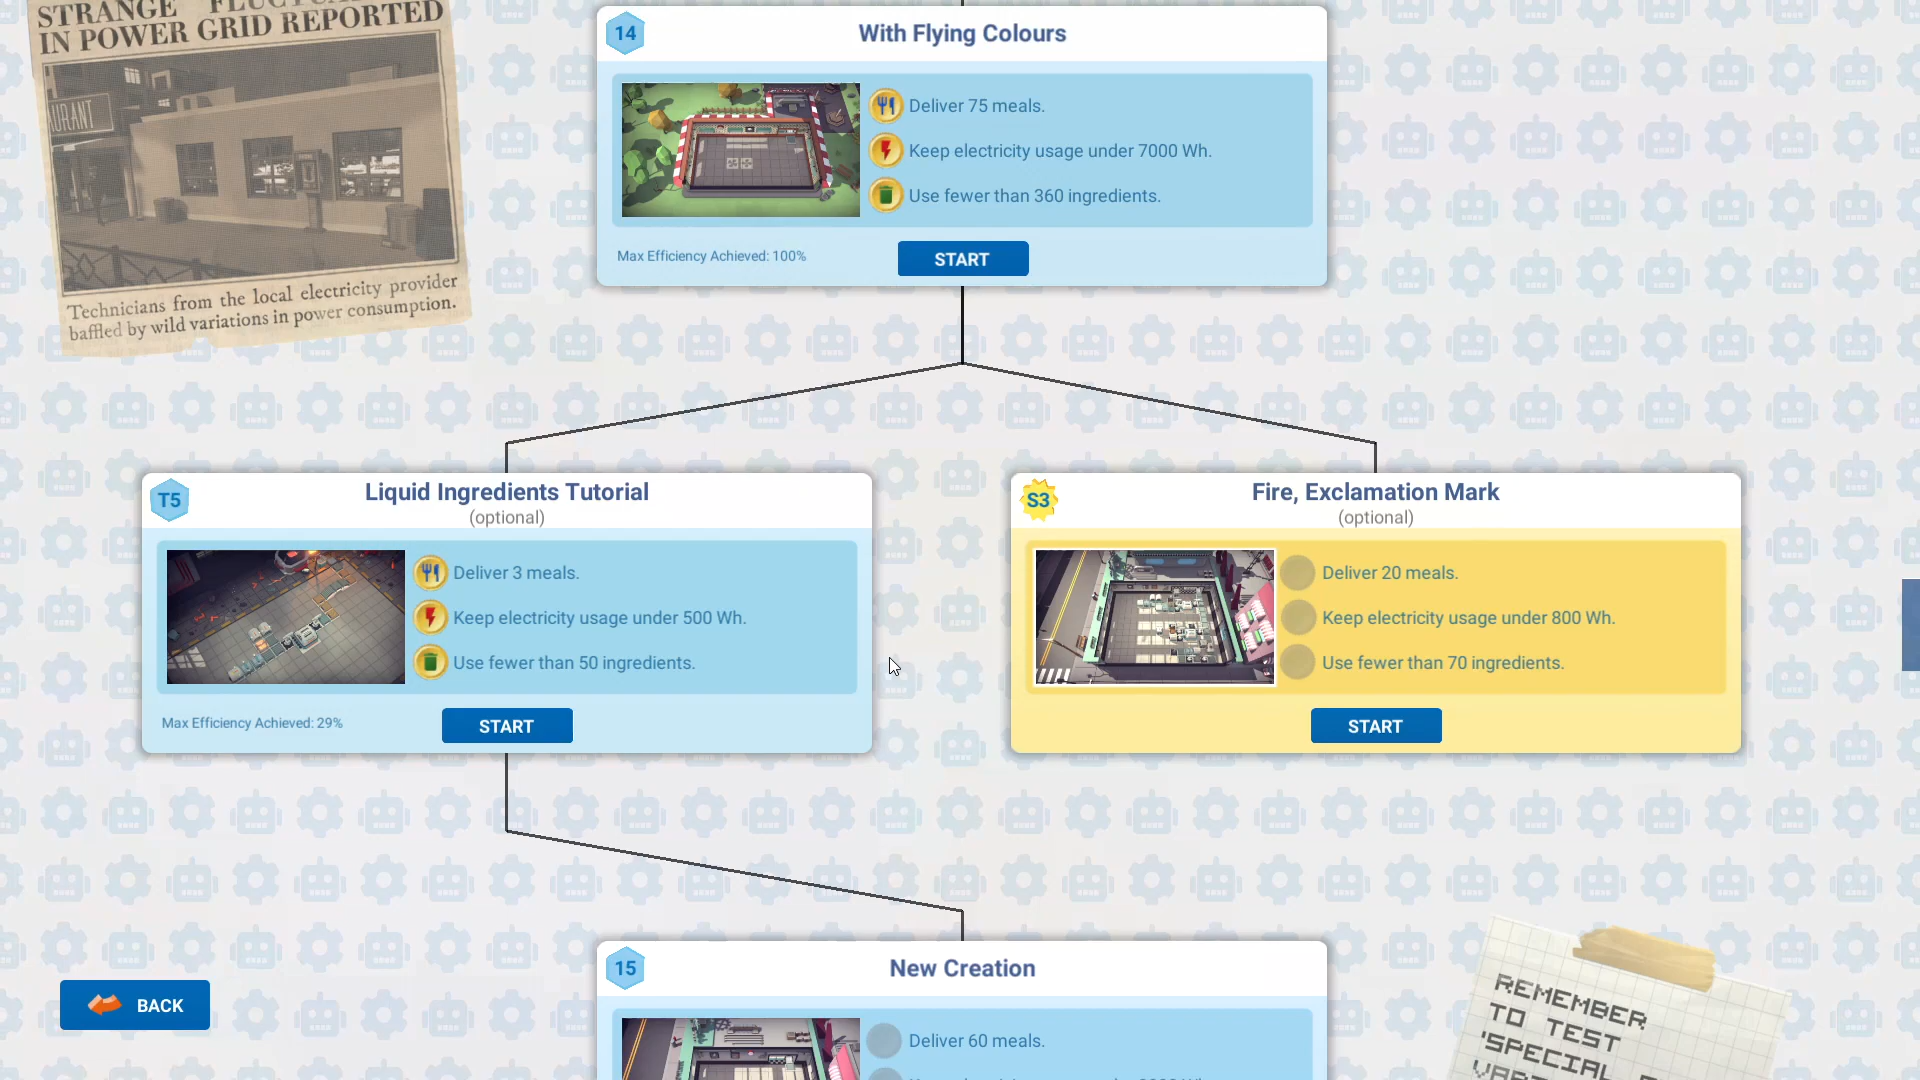 STRANGE
IN POWER GRID REPORTED
URANT
Technicians from the local electricity provider
baffled by wild variations in power consumption.
14
With Flying Colours
Deliver 75 meals.
Keep electricity usage under 7000 Wh.
Use fewer than 360 ingredients.
Max Efficiency Achieved: 100%
START
T5
Liquid Ingredients Tutorial
(optional)
Deliver 3 meals.
Keep electricity usage under 500 Wh.
Use fewer than 50 ingredients.
Max Efficiency Achieved: 29%
START
S3
Fire, Exclamation Mark
(optional)
Deliver 20 meals.
Keep electricity usage under 800 Wh.
Use fewer than 70 ingredients.
START
15
New Creation
Deliver 60 meals.
BACK
REMEMBER
TO TEST
'SPECIAL